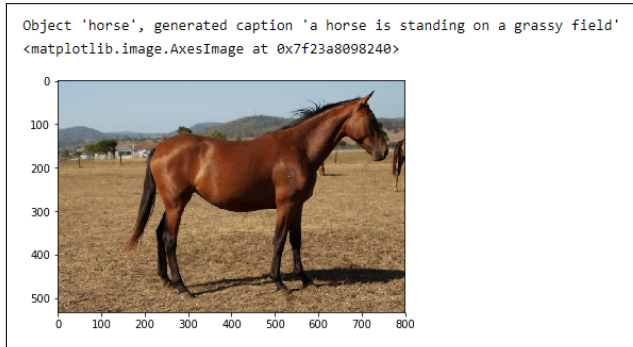 Object 'horse', generated caption 'a horse is standing on a grassy field'
<matplotlib.image.AxesImage at 0x7f23a8098240>
0
100
200
300
400
500
0 100 200 300 400 500 600 700 800